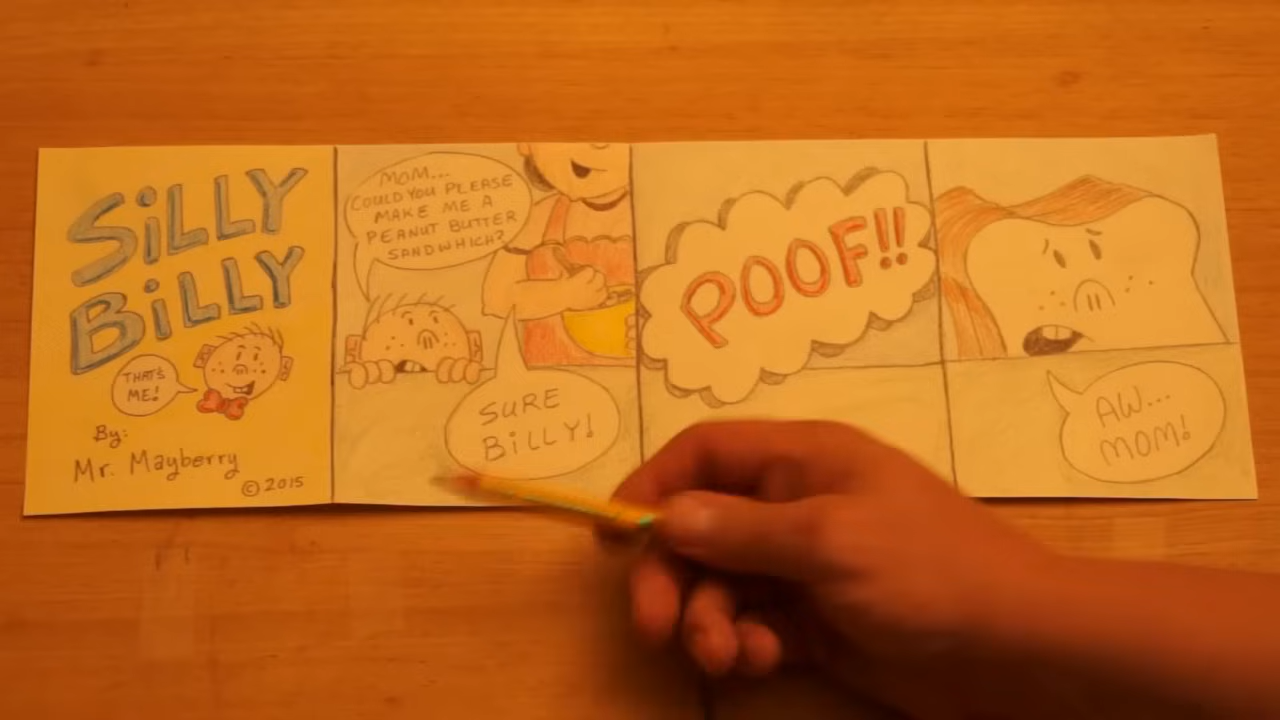 SiLLY
BiLLY
THAT'S
ME!
By:
Mr. Mayberry
© 2015
MOM...
COULD YOU PLEASE
MAKE ME A
PEANUT BUTTER
SANDWHICH?
SURE
BiLLY!
POOF!!
AW...
MOM!